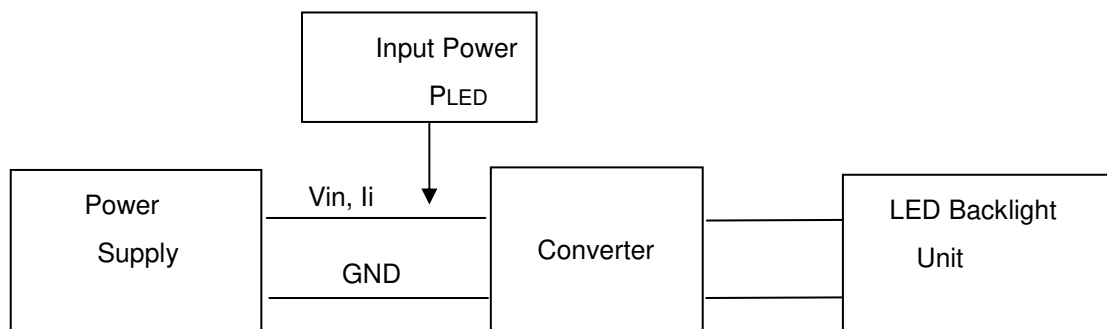 Input Power
PLED
Vin, Ii
Power
Supply
GND
Converter
LED Backlight
Unit